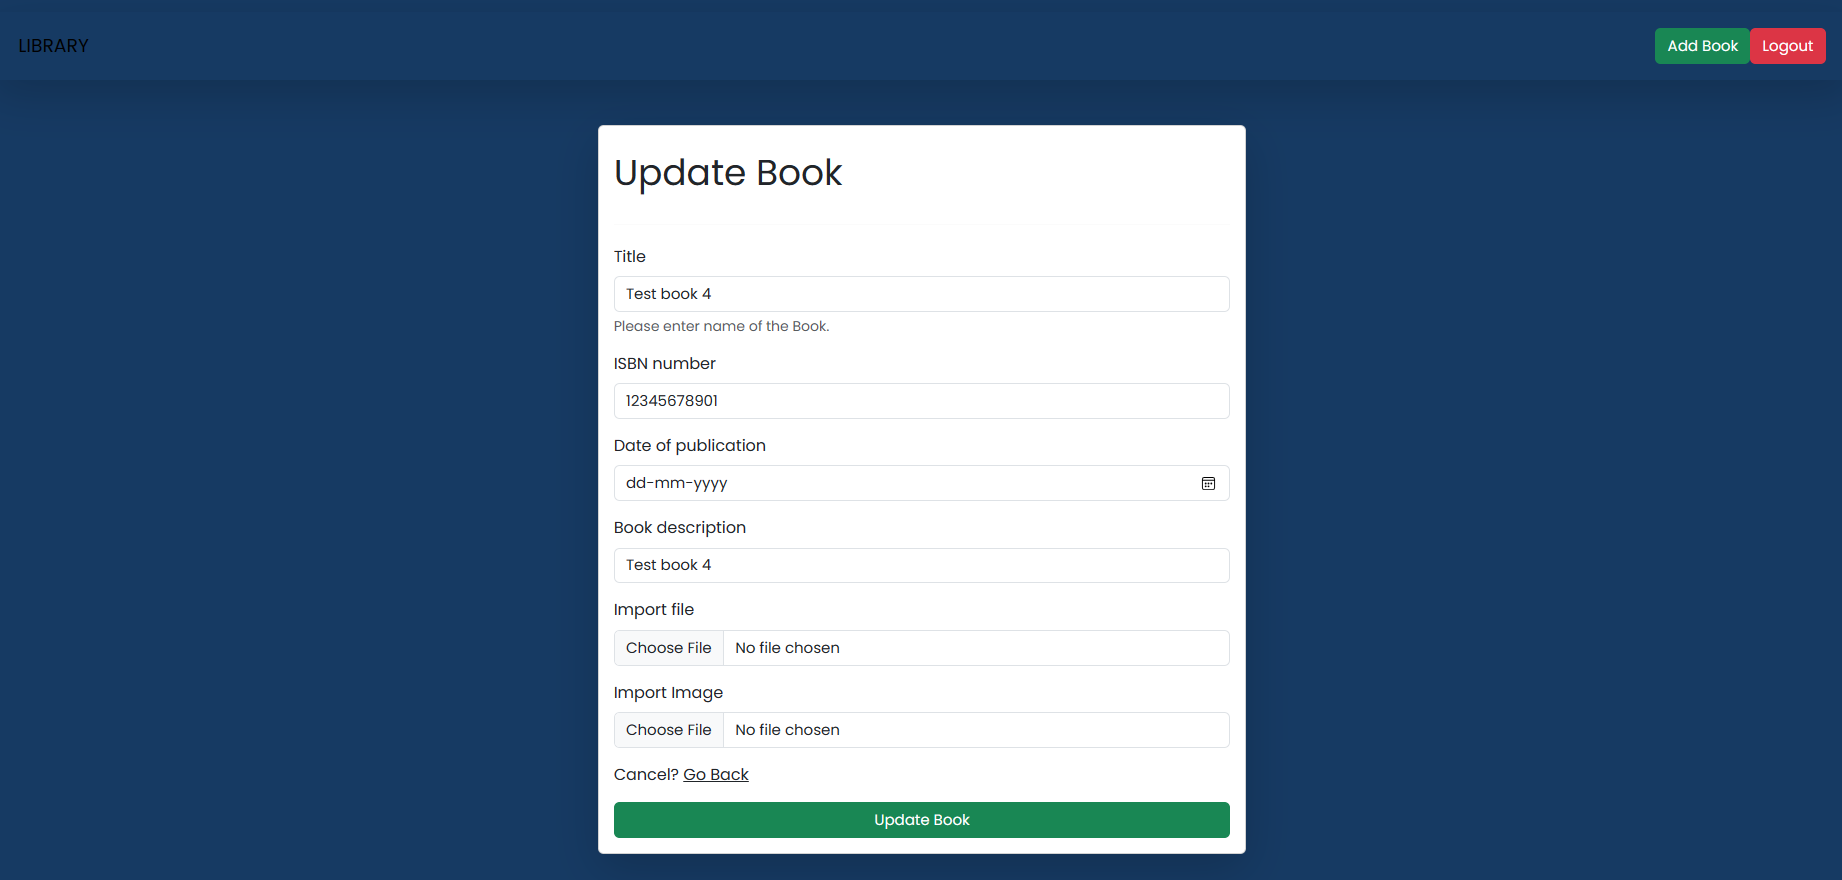 LIBRARY
Add Book
Logout
Update Book
Title
Test book 4
Please enter name of the Book.
ISBN number
12345678901
Date of publication
dd-mm-yyyy
Book description
Test book 4
Import file
Choose File No file chosen
Import Image
Choose File No file chosen
Cancel? Go Back
Update Book